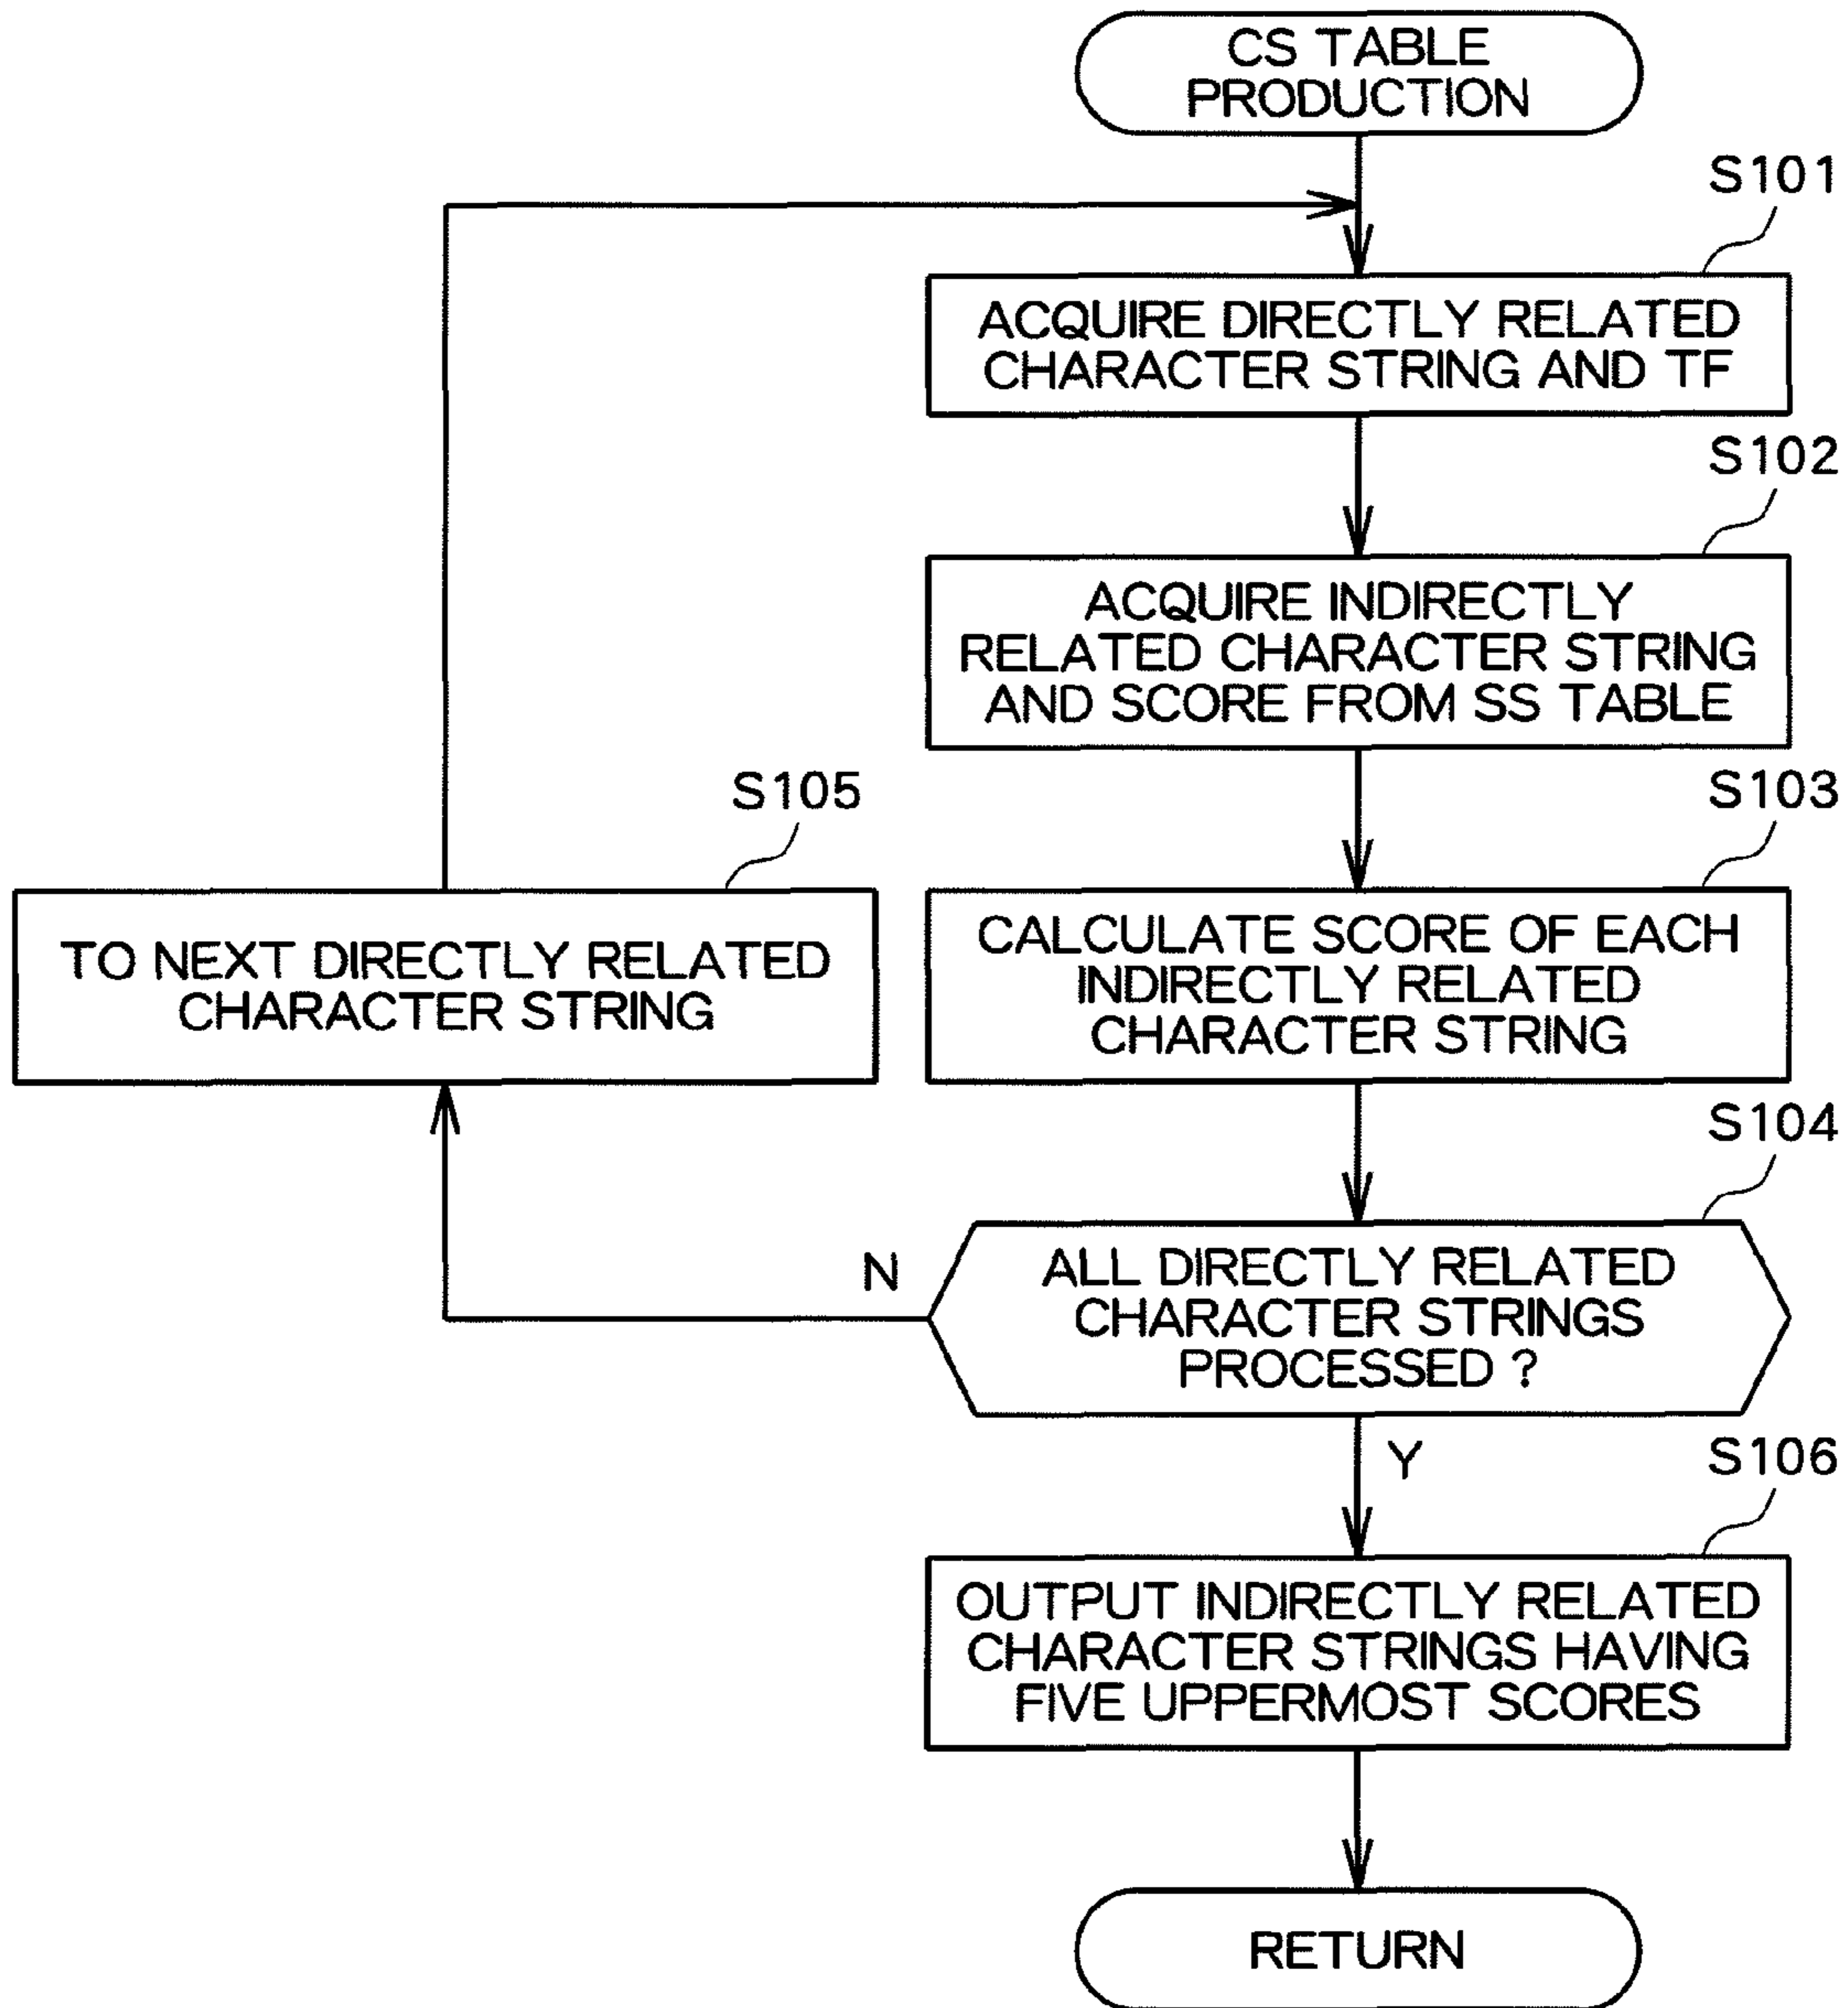 CS TABLE
PRODUCTION
S101
ACQUIRE DIRECTLY RELATED
CHARACTER STRING AND TF
S102
ACQUIRE INDIRECTLY
RELATED CHARACTER STRING
AND SCORE FROM SS TABLE
S103
CALCULATE SCORE OF EACH
INDIRECTLY RELATED
CHARACTER STRING
S105
TO NEXT DIRECTLY RELATED
CHARACTER STRING
S104
N
ALL DIRECTLY RELATED
CHARACTER STRINGS
PROCESSED ?
Y
S106
OUTPUT INDIRECTLY RELATED
CHARACTER STRINGS HAVING
FIVE UPPERMOST SCORES
RETURN